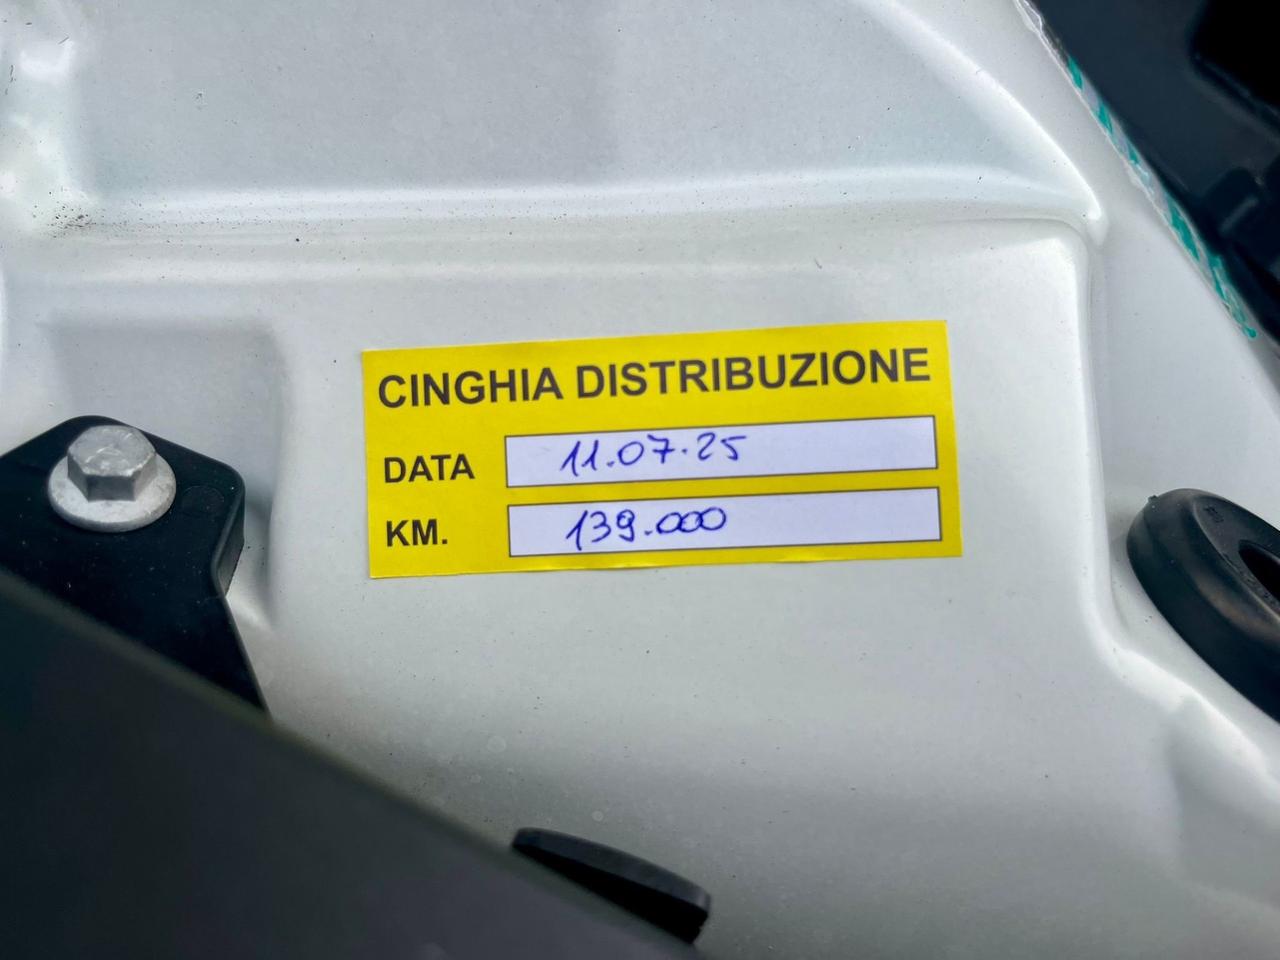 CINGHIA DISTRIBUZIONE
DATA 11.07.25
KM. 139.000